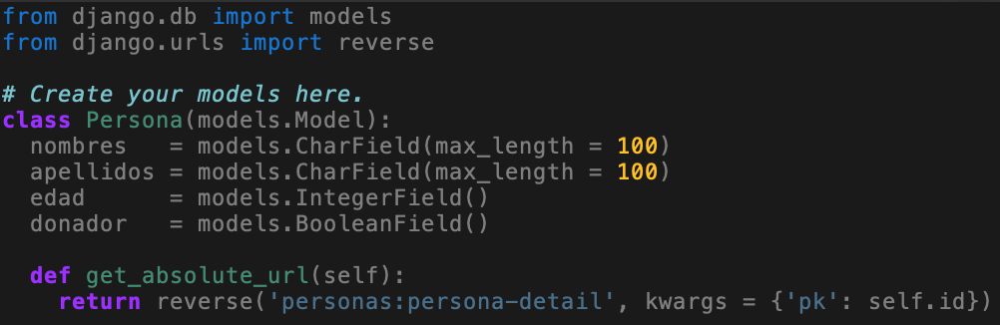 from django.db import models
from django.urls import reverse

# Create your models here.
class Persona(models.Model):
  nombres   = models.CharField(max_length = 100)
  apellidos = models.CharField(max_length = 100)
  edad      = models.IntegerField()
  donador   = models.BooleanField()

  def get_absolute_url(self):
    return reverse('personas:persona-detail', kwargs = {'pk': self.id})